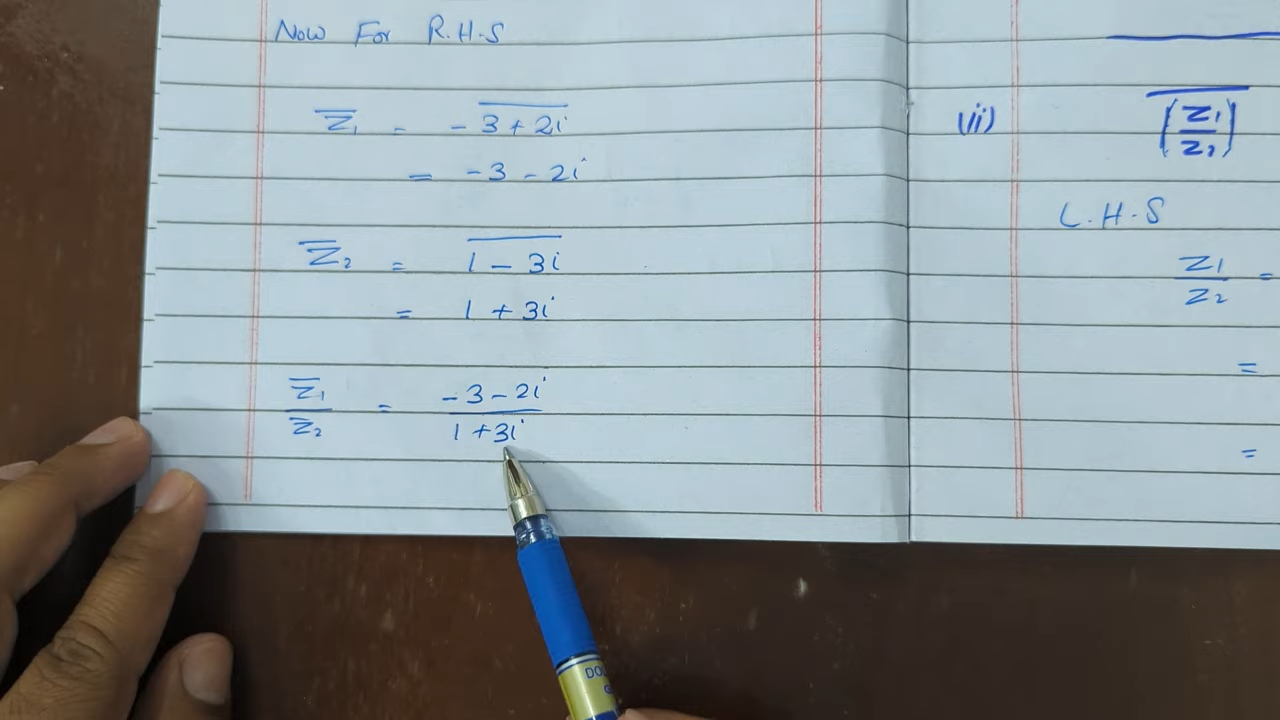 Now For R.H.S
z̅₁ = -3+2i
= -3 - 2i
z̅₂ = 1 - 3i
= 1 + 3i
z̅₁/z̅₂ = -3-2i/1+3i
(ii) (z₁/z₂)
L.H.S
z₁/z₂ =
=
=